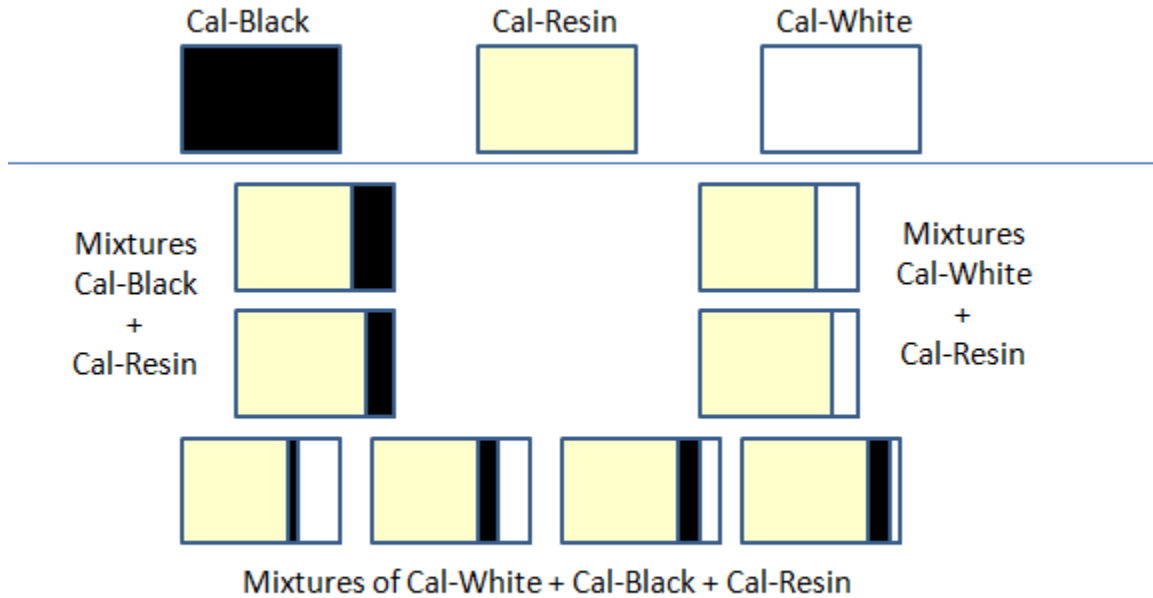 Cal-Black
Cal-Resin
Cal-White
Mixtures
Cal-Black
+
Cal-Resin
Mixtures
Cal-White
+
Cal-Resin
Mixtures of Cal-White + Cal-Black + Cal-Resin